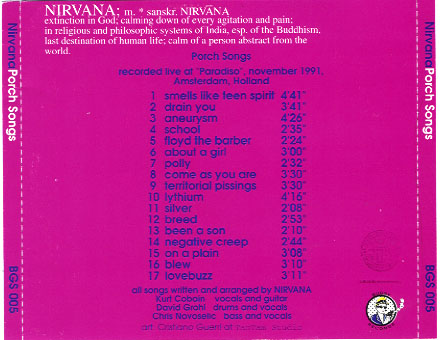 NIRVANA: m. * sanskr. NIRVANA
extinction in God; calming down of every agitation and pain;
in religious and philosophic systems of India, esp. of the Buddhism,
last destination of human life; calm of a person abstract from the
world.
Porch Songs
recorded live at "Paradiso", november 1991,
Amsterdam, Holland
1 smells like teen spirit 4'41"
2 drain you 3'41"
3 aneurysm 4'26"
4 school 2'35"
5 floyd the barber 2'24"
6 about a girl 3'00"
7 polly 2'32"
8 come as you are 3'30"
9 territorial pissings 3'30"
10 lythium 4'16"
11 silver 2'08"
12 breed 2'53"
13 been a son 2'10"
14 negative creep 2'44"
15 on a plain 3'08"
16 blew 3'10"
17 lovebuzz 3'11"
all songs written and arranged by NIRVANA
Kurt Cobain vocals and guitar
David Grohl drums and vocals
Chris Novoselic bass and vocals
art: Cristiano Guerri at
Nirvana Porch Songs
BGS 005
Nirvana Porch Songs
BGS 005